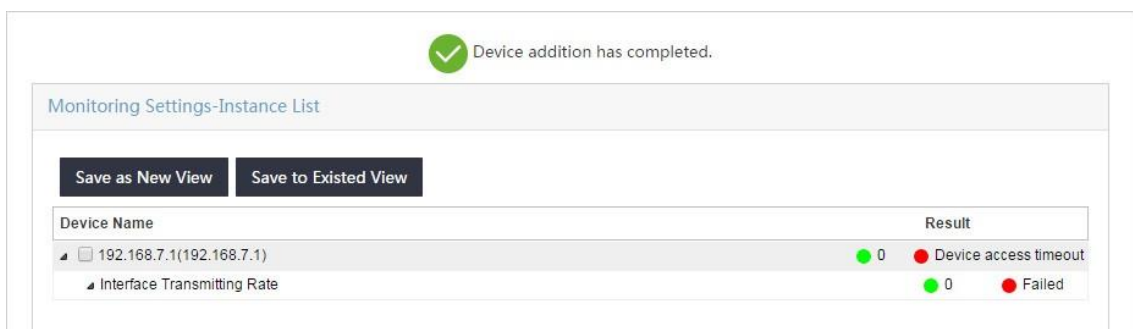 Device addition has completed.
Monitoring Settings-Instance List
Save as New View Save to Existed View
Device Name Result
192.168.7.1(192.168.7.1) 0 Device access timeout
Interface Transmitting Rate 0 Failed